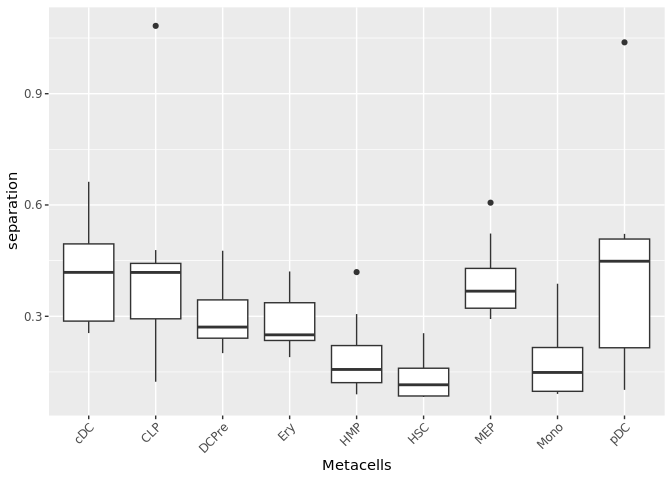 separation
0.9
0.6
0.3
cDC
CLP
DCPre
Ery
HMP
HSC
MEP
Mono
pDC
Metacells